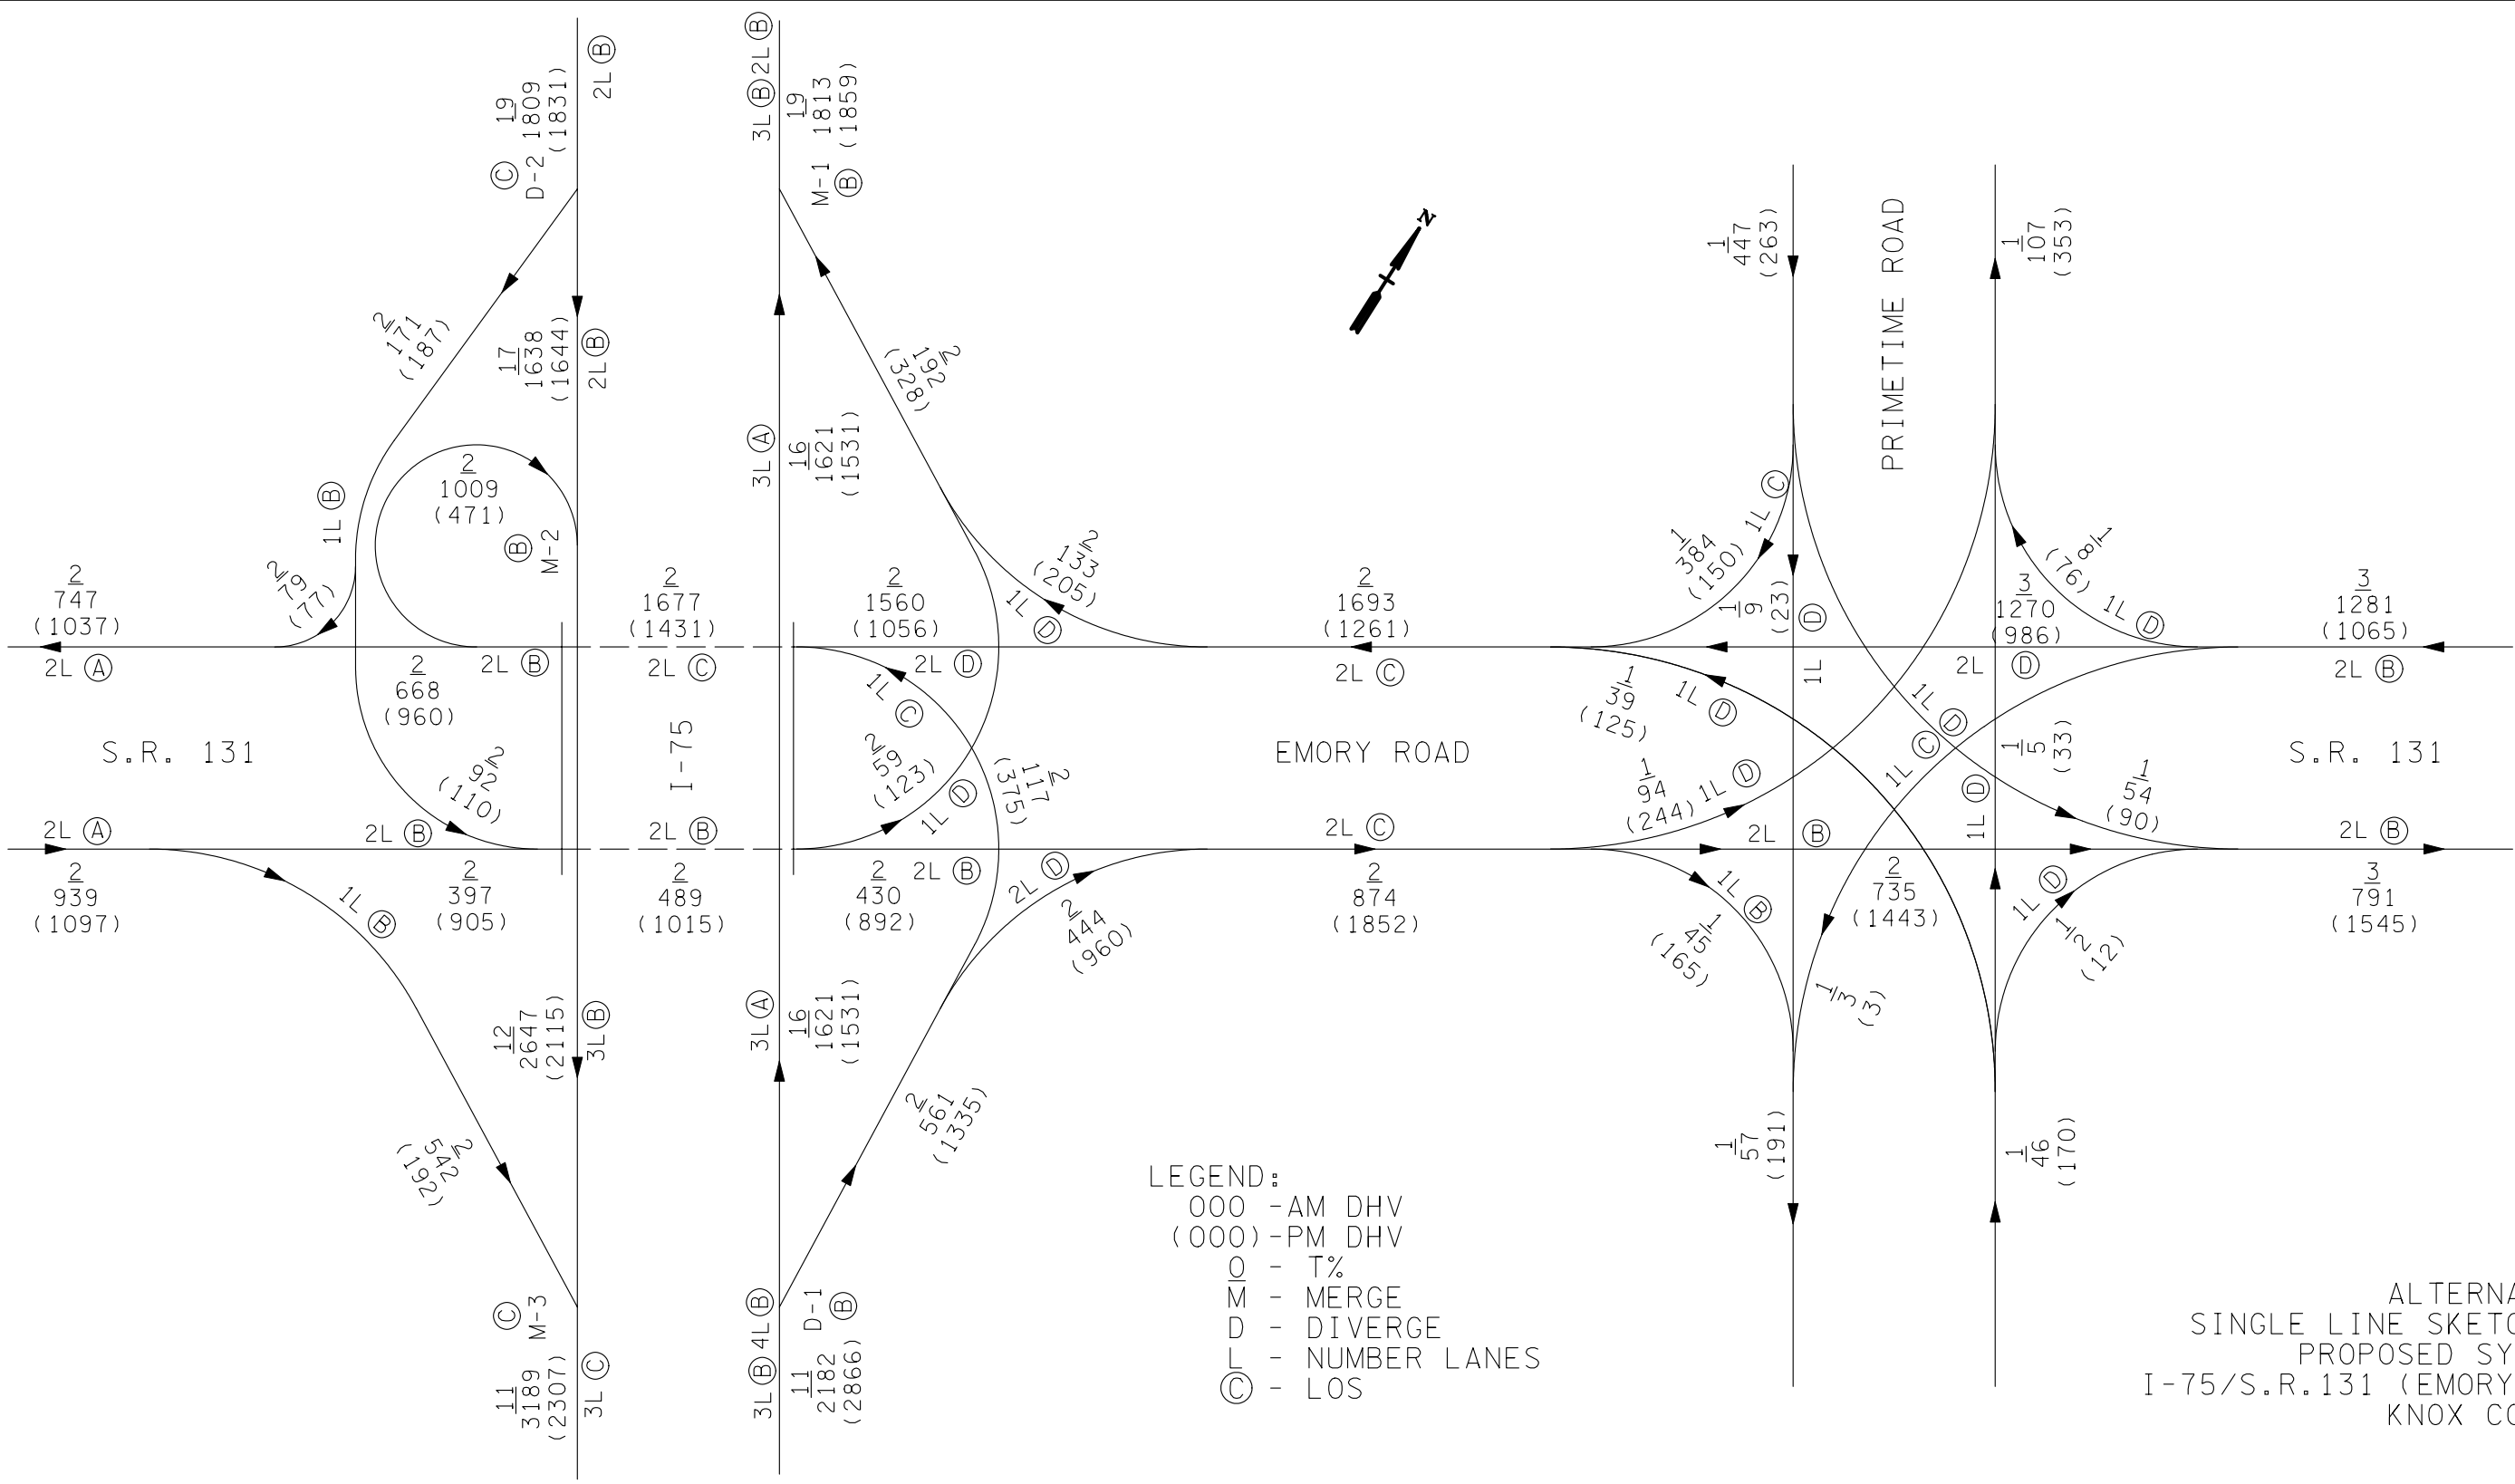 2L Ⓑ
19
D-2 1809
(1831)
Ⓒ
3L Ⓑ 2L Ⓑ
19
M-1 1813
Ⓑ (1859)
N
1
447
(263)
PRIMETIME ROAD
1
107
(353)
2
171
(187)
17
1638
(1644)
2L Ⓑ
2
192
(328)
3L Ⓐ
16
1621
(1531)
1L Ⓑ
2
1009
(471)
Ⓑ
M-2
2
79
(77)
2
747
(1037)
2L Ⓐ
2
668
(960)
2L Ⓑ
2
1677
(1431)
2L Ⓒ
2
1560
(1056)
2L Ⓓ
2
133
(205)
1L Ⓓ
2
1693
(1261)
2L Ⓒ
1
384
(150)
1L Ⓒ
1
9
(23)
Ⓓ
1L
3
1270
(986)
2L Ⓓ
1
8
(76)
1L Ⓓ
3
1281
(1065)
2L Ⓑ
S.R. 131
I-75
1L Ⓒ
2
117
(375)
2
59
(123)
1L Ⓓ
EMORY ROAD
1
39
(125)
1L Ⓓ
1
94
(244)
1L Ⓓ
1L Ⓓ
1L Ⓒ
1
5
(33)
1L Ⓓ
1
54
(90)
S.R. 131
2
92
(110)
2L Ⓐ
2
939
(1097)
2L Ⓑ
2
397
(905)
2L Ⓑ
2
489
(1015)
2
430
(892)
2L Ⓑ
2L Ⓓ
2
444
(960)
2L Ⓒ
2
874
(1852)
2L Ⓑ
2
735
(1443)
1L Ⓑ
1
45
(165)
1
3
(3)
1L Ⓓ
1
2
(12)
2L Ⓑ
3
791
(1545)
1L Ⓑ
2
542
(192)
12
2647
(2115)
3L Ⓑ
3L Ⓐ
16
1621
(1531)
2
561
(1335)
1
57
(191)
1
46
(170)
Ⓒ
M-3
11
3189
(2307)
3L Ⓒ
3L Ⓑ 4L Ⓑ
D-1
Ⓑ
11
2182
(2866)
LEGEND:
000 -AM DHV
(000)-PM DHV
0 - T%
M - MERGE
D - DIVERGE
L - NUMBER LANES
Ⓒ - LOS
ALTERNA
SINGLE LINE SKETC
PROPOSED SY
I-75/S.R.131 (EMORY
KNOX CO